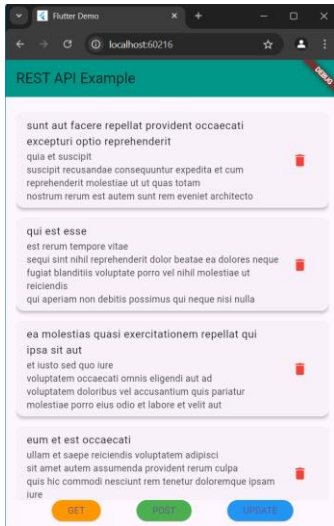 Flutter Demo
localhost:60216
REST API Example
DEBUG
sunt aut facere repellat provident occaecati
excepturi optio reprehenderit
quia et suscipit
suscipit recusandae consequuntur expedita et cum
reprehenderit molestiae ut ut quas totam
nostrum rerum est autem sunt rem eveniet architecto
qui est esse
est rerum tempore vitae
sequi sint nihil reprehenderit dolor beatae ea dolores neque
fugiat blanditiis voluptate porro vel nihil molestiae ut
reiciendis
qui aperiam non debitis possimus qui neque nisi nulla
ea molestias quasi exercitationem repellat qui
ipsa sit aut
et iusto sed quo iure
voluptatem occaecati omnis eligendi aut ad
voluptatem doloribus vel accusantium quis pariatur
molestiae porro eius odio et labore et velit aut
eum et est occaecati
ullam et saepe reiciendis voluptatem adipisci
sit amet autem assumenda provident rerum culpa
quis hic commodi nesciunt rem tenetur doloremque ipsam
iure
GET
POST
UPDATE